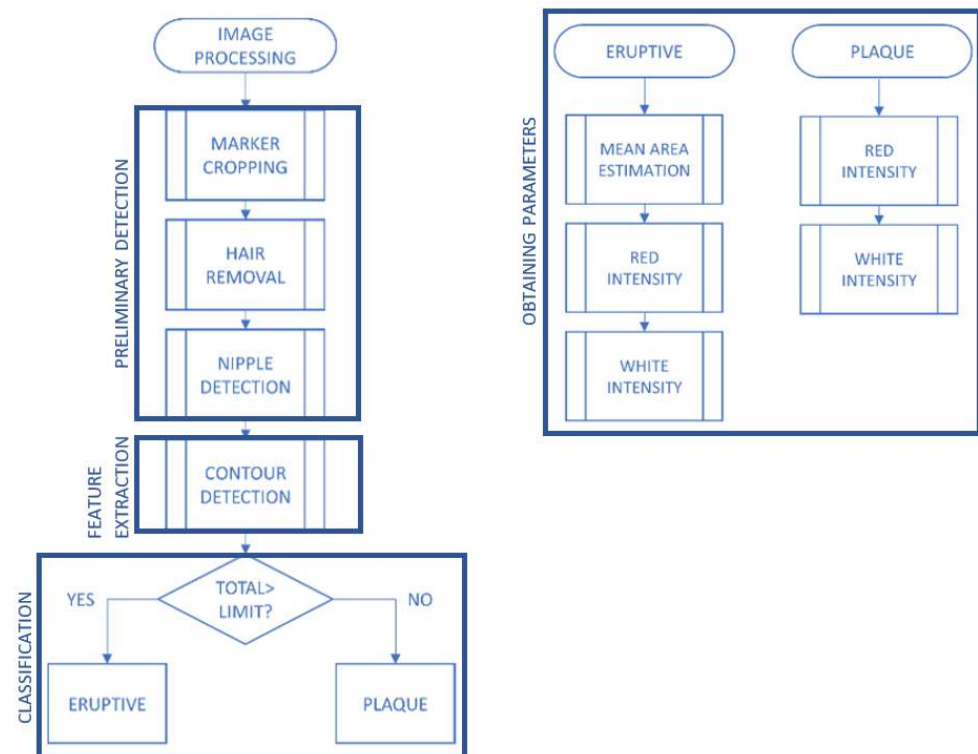 IMAGE
PROCESSING
PRELIMINARY DETECTION
MARKER
CROPPING
HAIR
REMOVAL
NIPPLE
DETECTION
FEATURE
EXTRACTION
CONTOUR
DETECTION
CLASSIFICATION
TOTAL>
LIMIT?
YES
NO
ERUPTIVE
PLAQUE
OBTAINING PARAMETERS
ERUPTIVE
MEAN AREA
ESTIMATION
RED
INTENSITY
WHITE
INTENSITY
PLAQUE
RED
INTENSITY
WHITE
INTENSITY